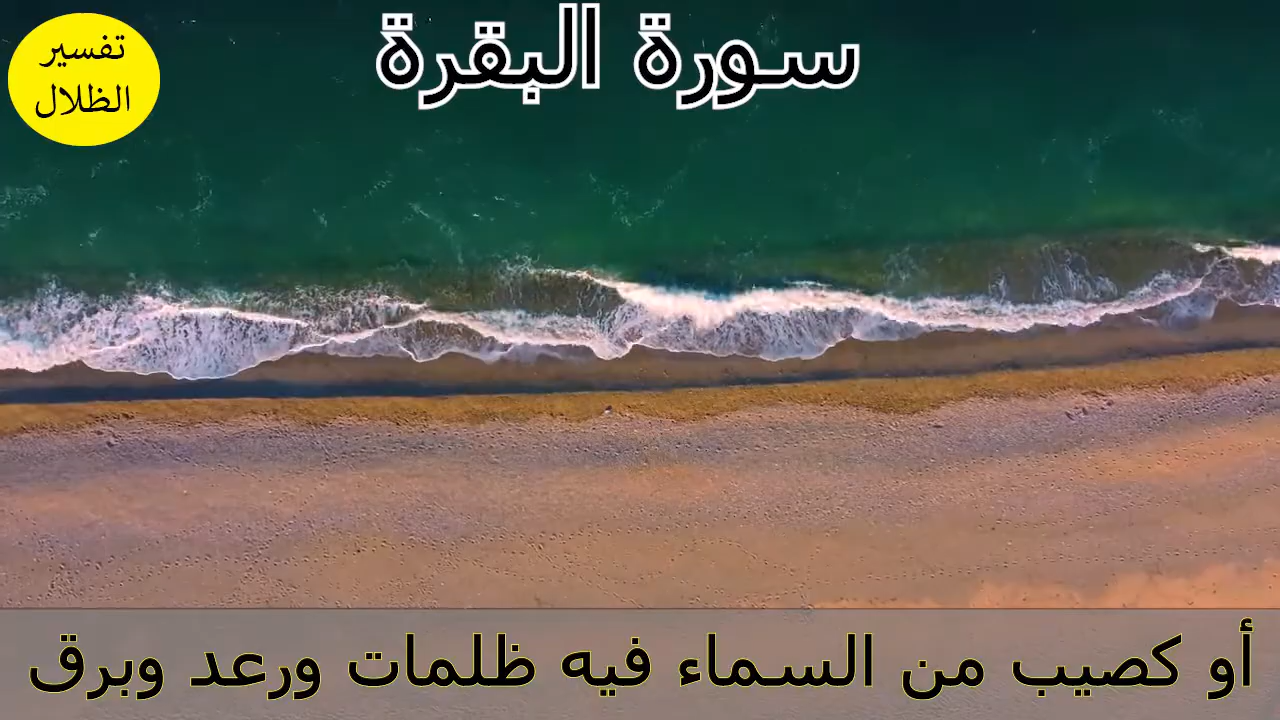 سورة البقرة
تفسير
الظلال
أو كصيب من السماء فيه ظلمات ورعد وبرق